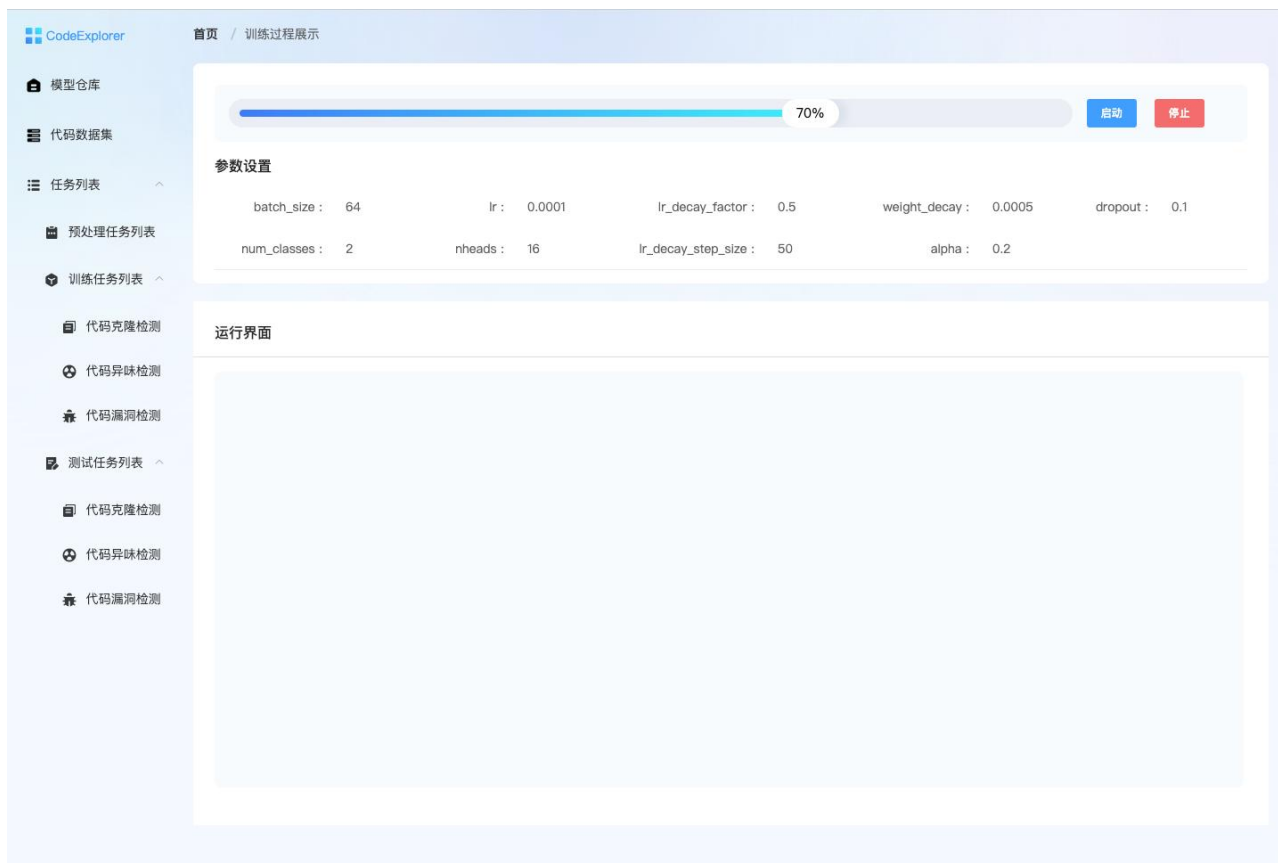 CodeExplorer
首页 / 训练过程展示
模型仓库
代码数据集
任务列表
预处理任务列表
训练任务列表
代码克隆检测
代码异味检测
代码漏洞检测
测试任务列表
代码克隆检测
代码异味检测
代码漏洞检测
70% 启动 停止
参数设置
batch_size : 64 lr : 0.0001 lr_decay_factor : 0.5 weight_decay : 0.0005 dropout : 0.1
num_classes : 2 nheads : 16 lr_decay_step_size : 50 alpha : 0.2
运行界面